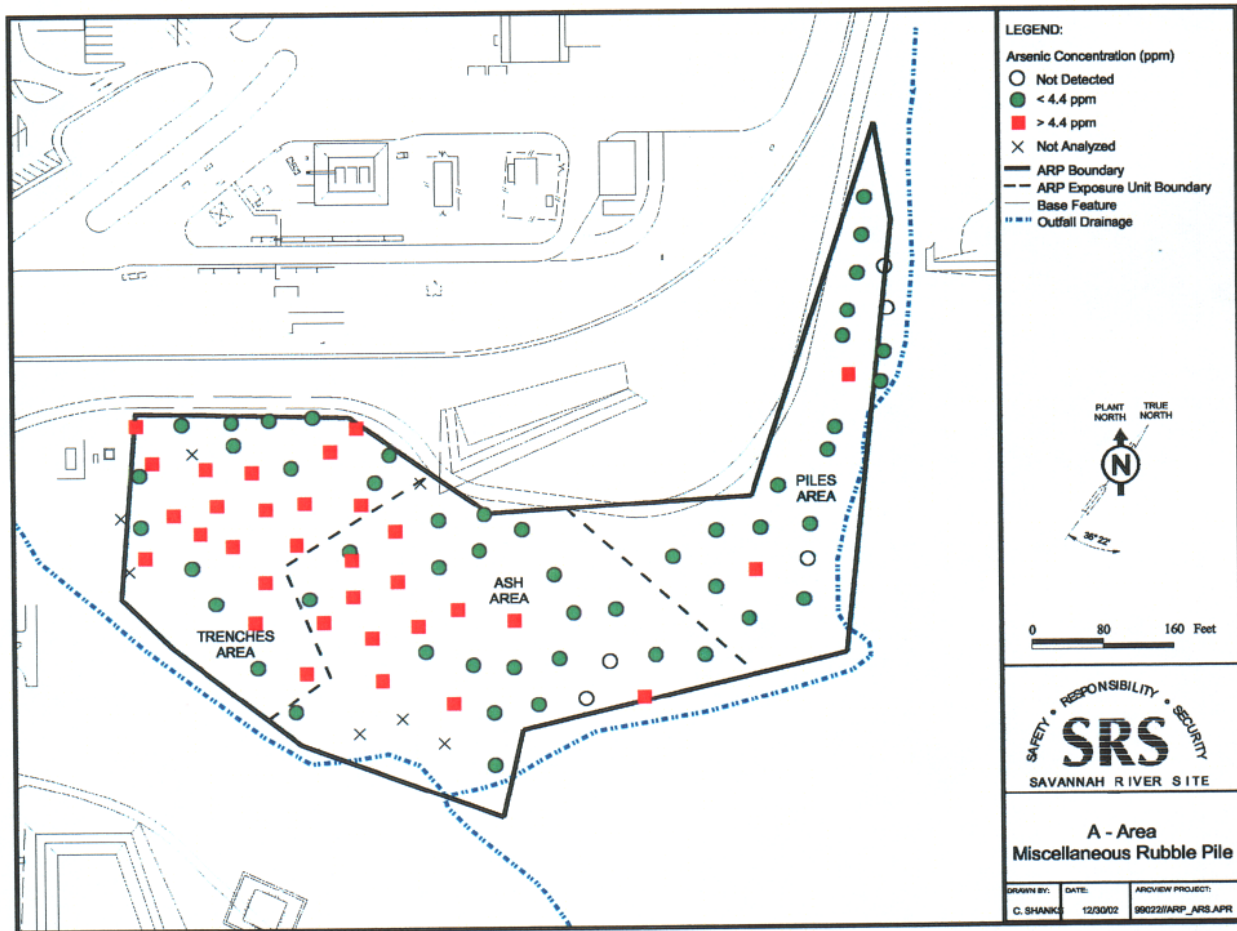 LEGEND:
Arsenic Concentration (ppm)
Not Detected
< 4.4 ppm
> 4.4 ppm
Not Analyzed
ARP Boundary
ARP Exposure Unit Boundary
Base Feature
Outfall Drainage
PLANT NORTH
TRUE NORTH
N
36° 22'
0 80 160 Feet
PILES
AREA
ASH
AREA
TRENCHES
AREA
SAFETY • RESPONSIBILITY • SECURITY
SRS
SAVANNAH RIVER SITE
A - Area
Miscellaneous Rubble Pile
DRAWN BY: DATE: ARCVIEW PROJECT:
C. SHANKS 12/30/02 99022//ARP_ARS.APR